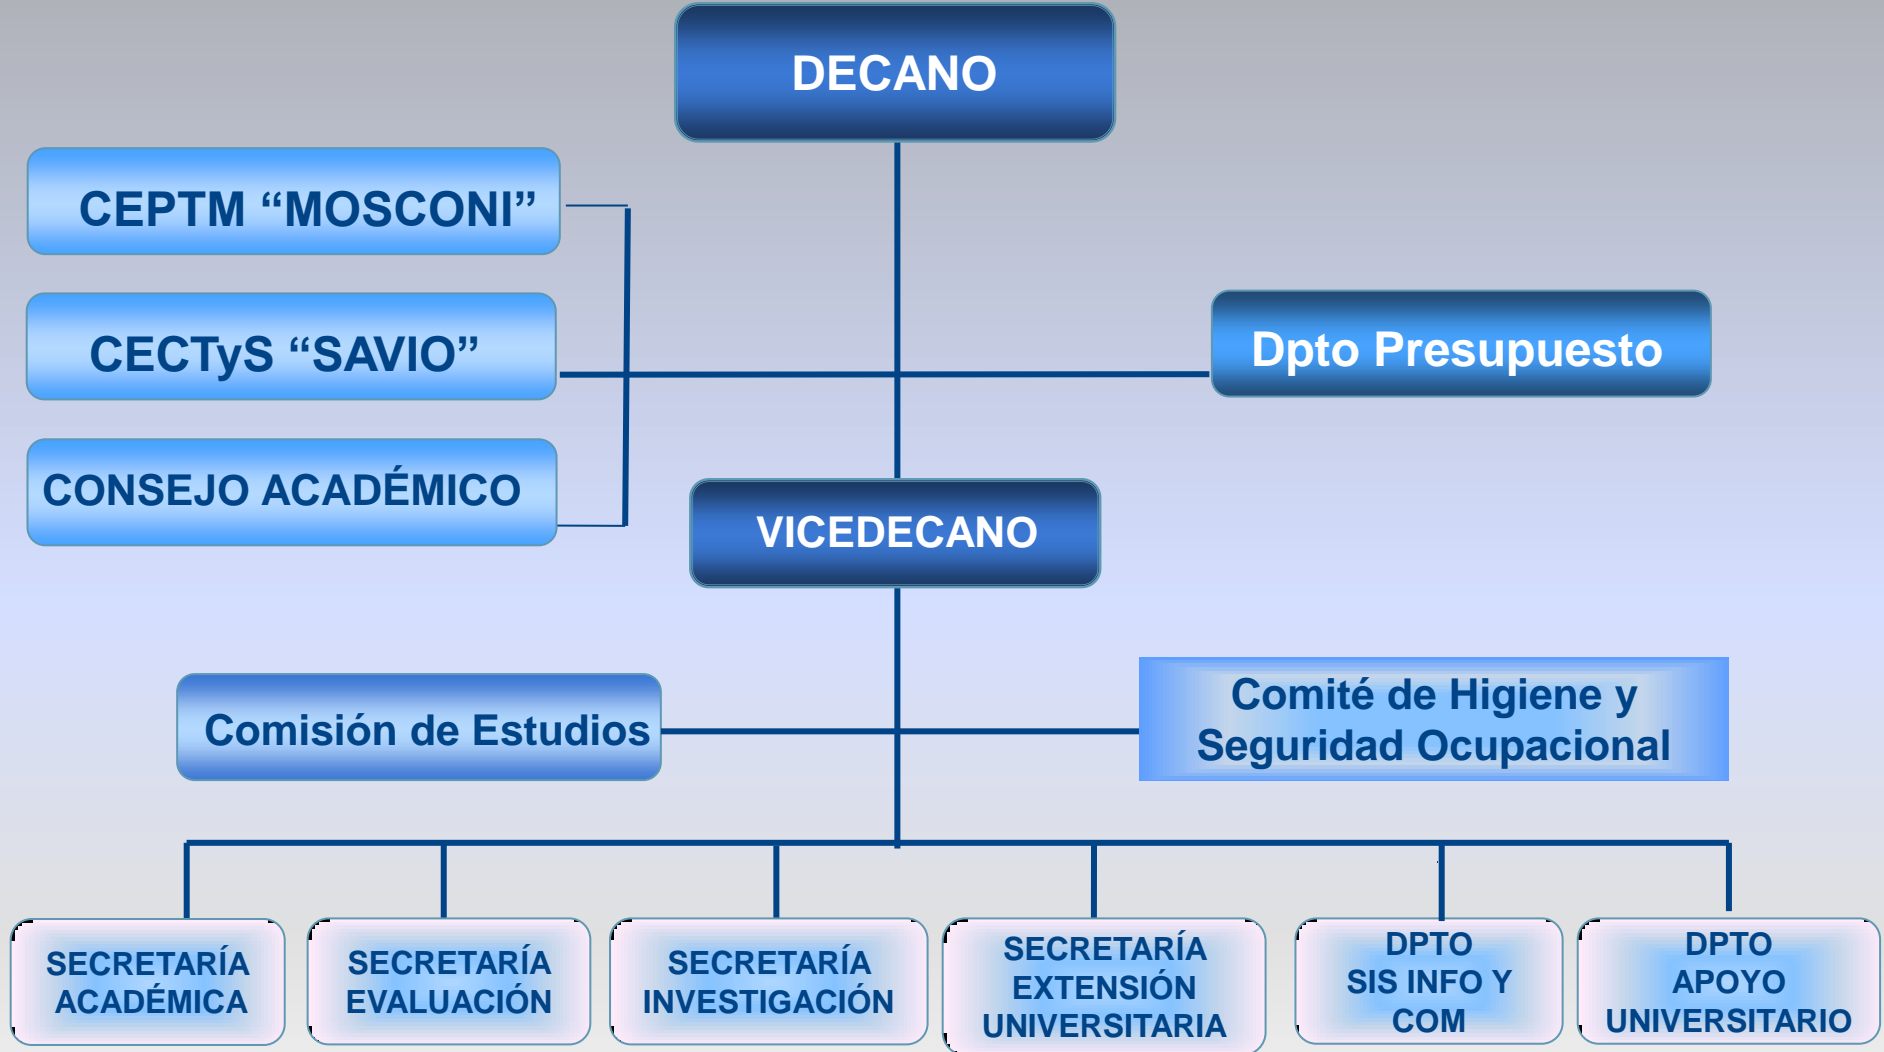 DECANO
CEPTM “MOSCONI”
CECTyS “SAVIO”
Dpto Presupuesto
CONSEJO ACADÉMICO
VICEDECANO
Comisión de Estudios
Comité de Higiene y
Seguridad Ocupacional
SECRETARÍA
ACADÉMICA
SECRETARÍA
EVALUACIÓN
SECRETARÍA
INVESTIGACIÓN
SECRETARÍA
EXTENSIÓN
UNIVERSITARIA
DPTO
SIS INFO Y
COM
DPTO
APOYO
UNIVERSITARIO